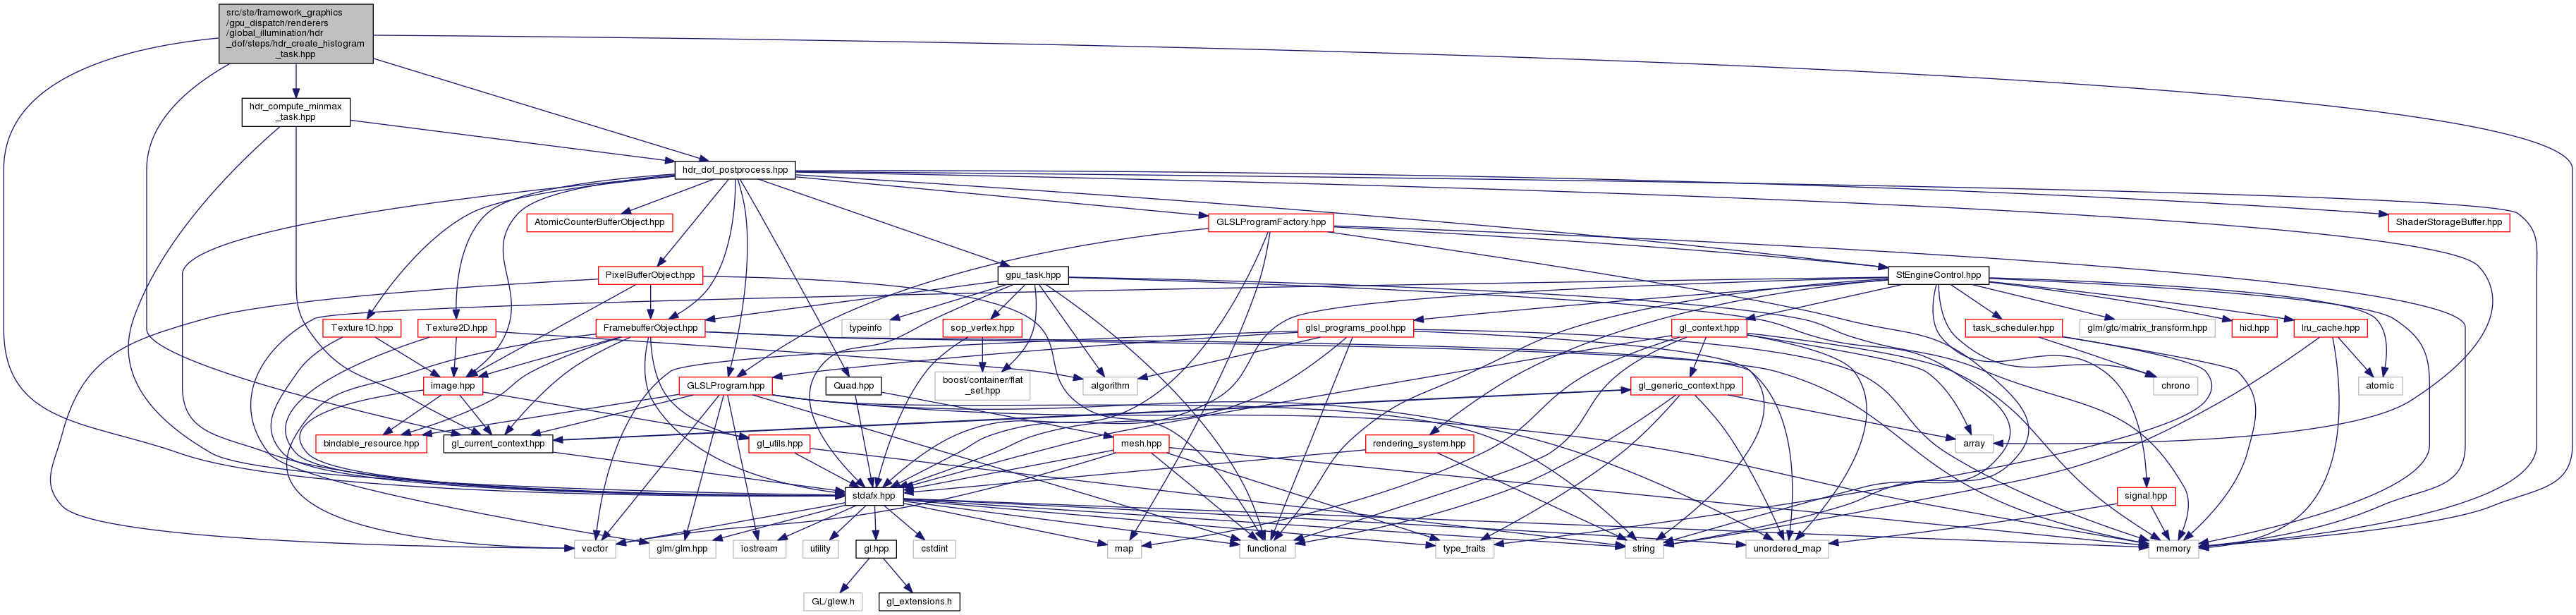 src/ste/framework_graphics
/gpu_dispatch/renderers
/global_illumination/hdr
_dof/steps/hdr_create_histogram
_task.hpp
hdr_compute_minmax
_task.hpp
hdr_dof_postprocess.hpp
AtomicCounterBufferObject.hpp
GLSLProgramFactory.hpp
ShaderStorageBuffer.hpp
PixelBufferObject.hpp
gpu_task.hpp
StEngineControl.hpp
Texture1D.hpp
Texture2D.hpp
FramebufferObject.hpp
typeinfo
sop_vertex.hpp
glsl_programs_pool.hpp
gl_context.hpp
task_scheduler.hpp
glm/gtc/matrix_transform.hpp
hid.hpp
lru_cache.hpp
image.hpp
GLSLProgram.hpp
Quad.hpp
boost/container/flat
_set.hpp
algorithm
gl_generic_context.hpp
chrono
atomic
bindable_resource.hpp
gl_current_context.hpp
gl_utils.hpp
mesh.hpp
rendering_system.hpp
array
stdafx.hpp
signal.hpp
vector
glm/glm.hpp
iostream
utility
gl.hpp
cstdint
map
functional
type_traits
string
unordered_map
memory
GL/glew.h
gl_extensions.h